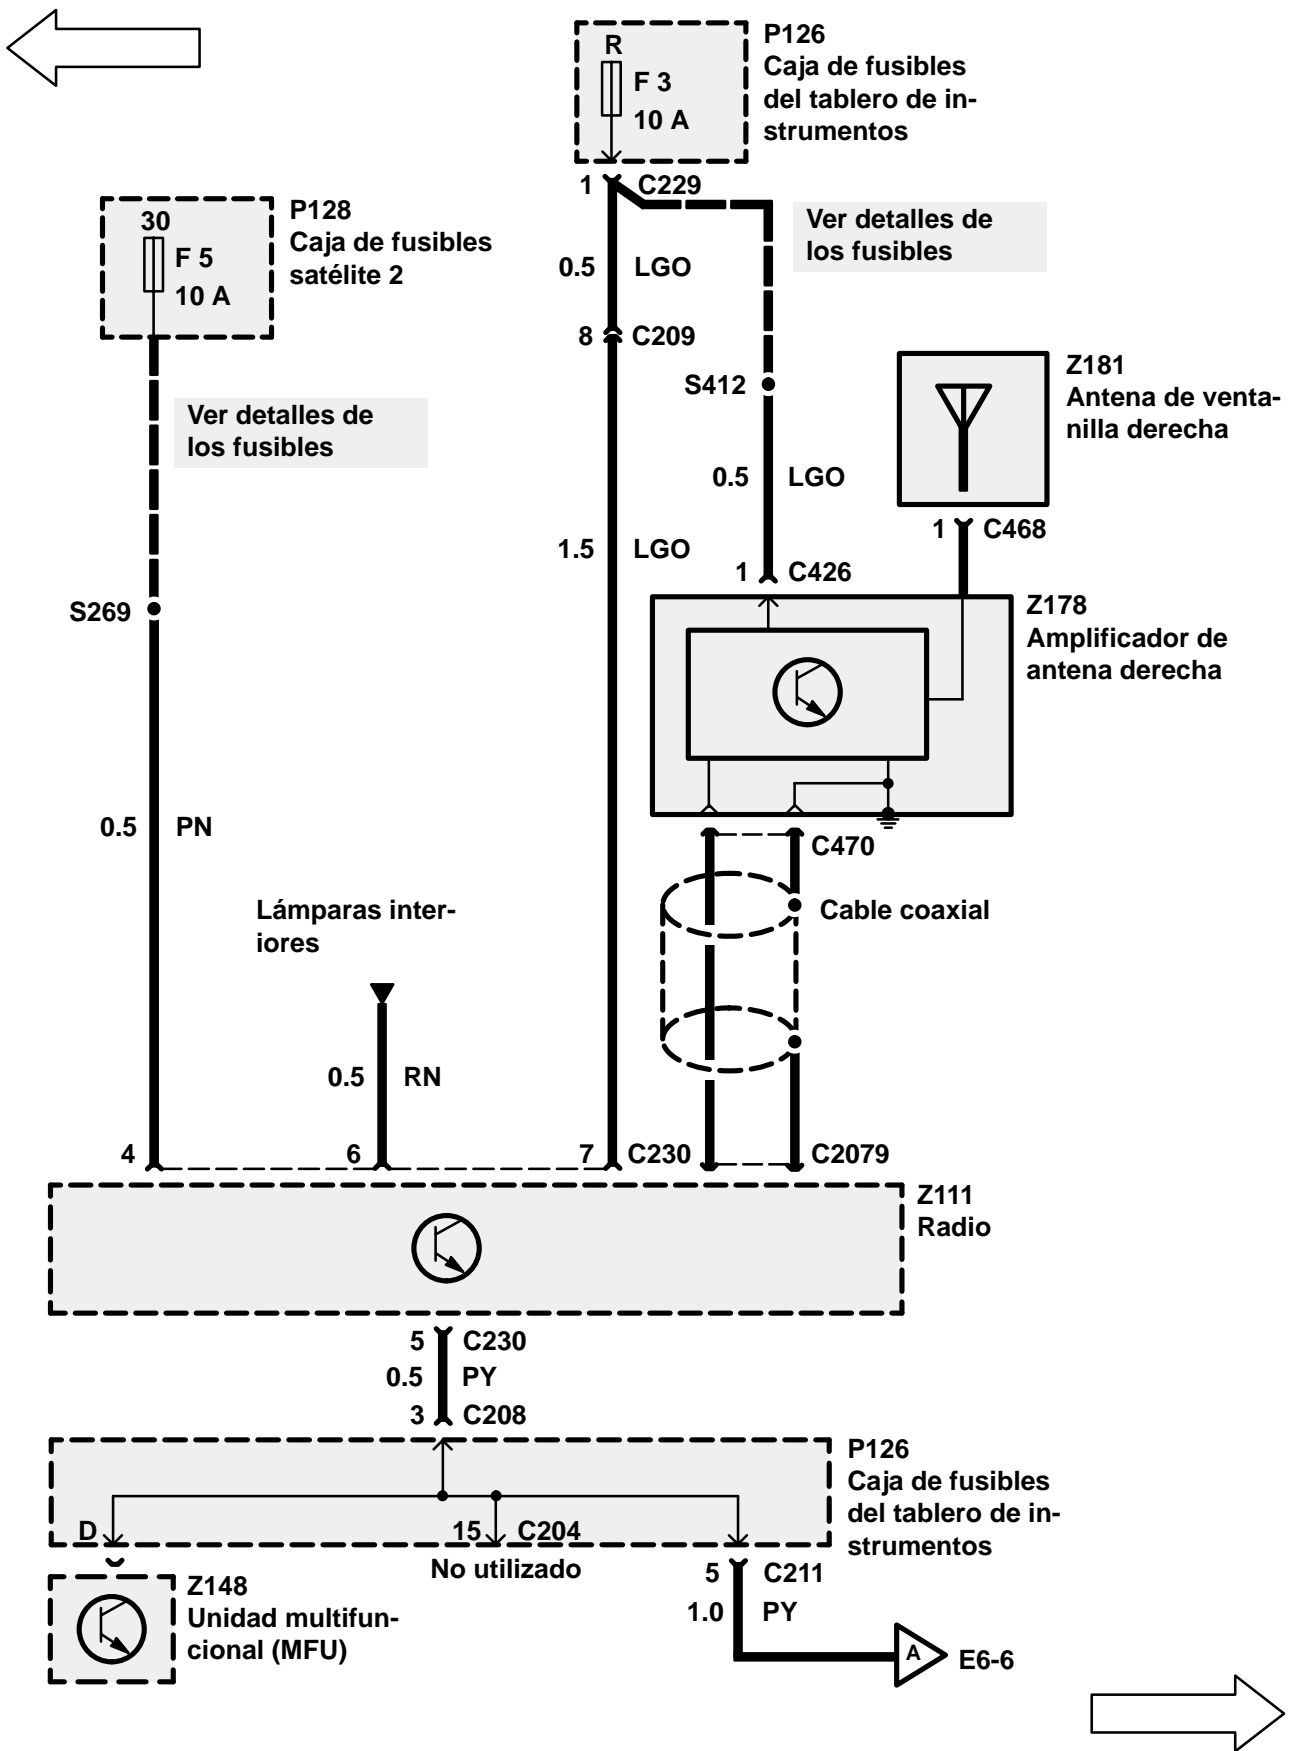 R
F 3
10 A
P126
Caja de fusibles
del tablero de in-
strumentos
1
C229
30
F 5
10 A
P128
Caja de fusibles
satélite 2
Ver detalles de
los fusibles
0.5
LGO
8
C209
S412
Z181
Antena de venta-
nilla derecha
Ver detalles de
los fusibles
0.5
LGO
1
C468
1.5
LGO
1
C426
S269
Z178
Amplificador de
antena derecha
0.5
PN
C470
Cable coaxial
Lámparas inter-
iores
0.5
RN
4
6
7
C230
C2079
Z111
Radio
5
C230
0.5
PY
3
C208
P126
Caja de fusibles
del tablero de in-
strumentos
D
15
C204
No utilizado
5
C211
1.0
PY
Z148
Unidad multifun-
cional (MFU)
A
E6-6